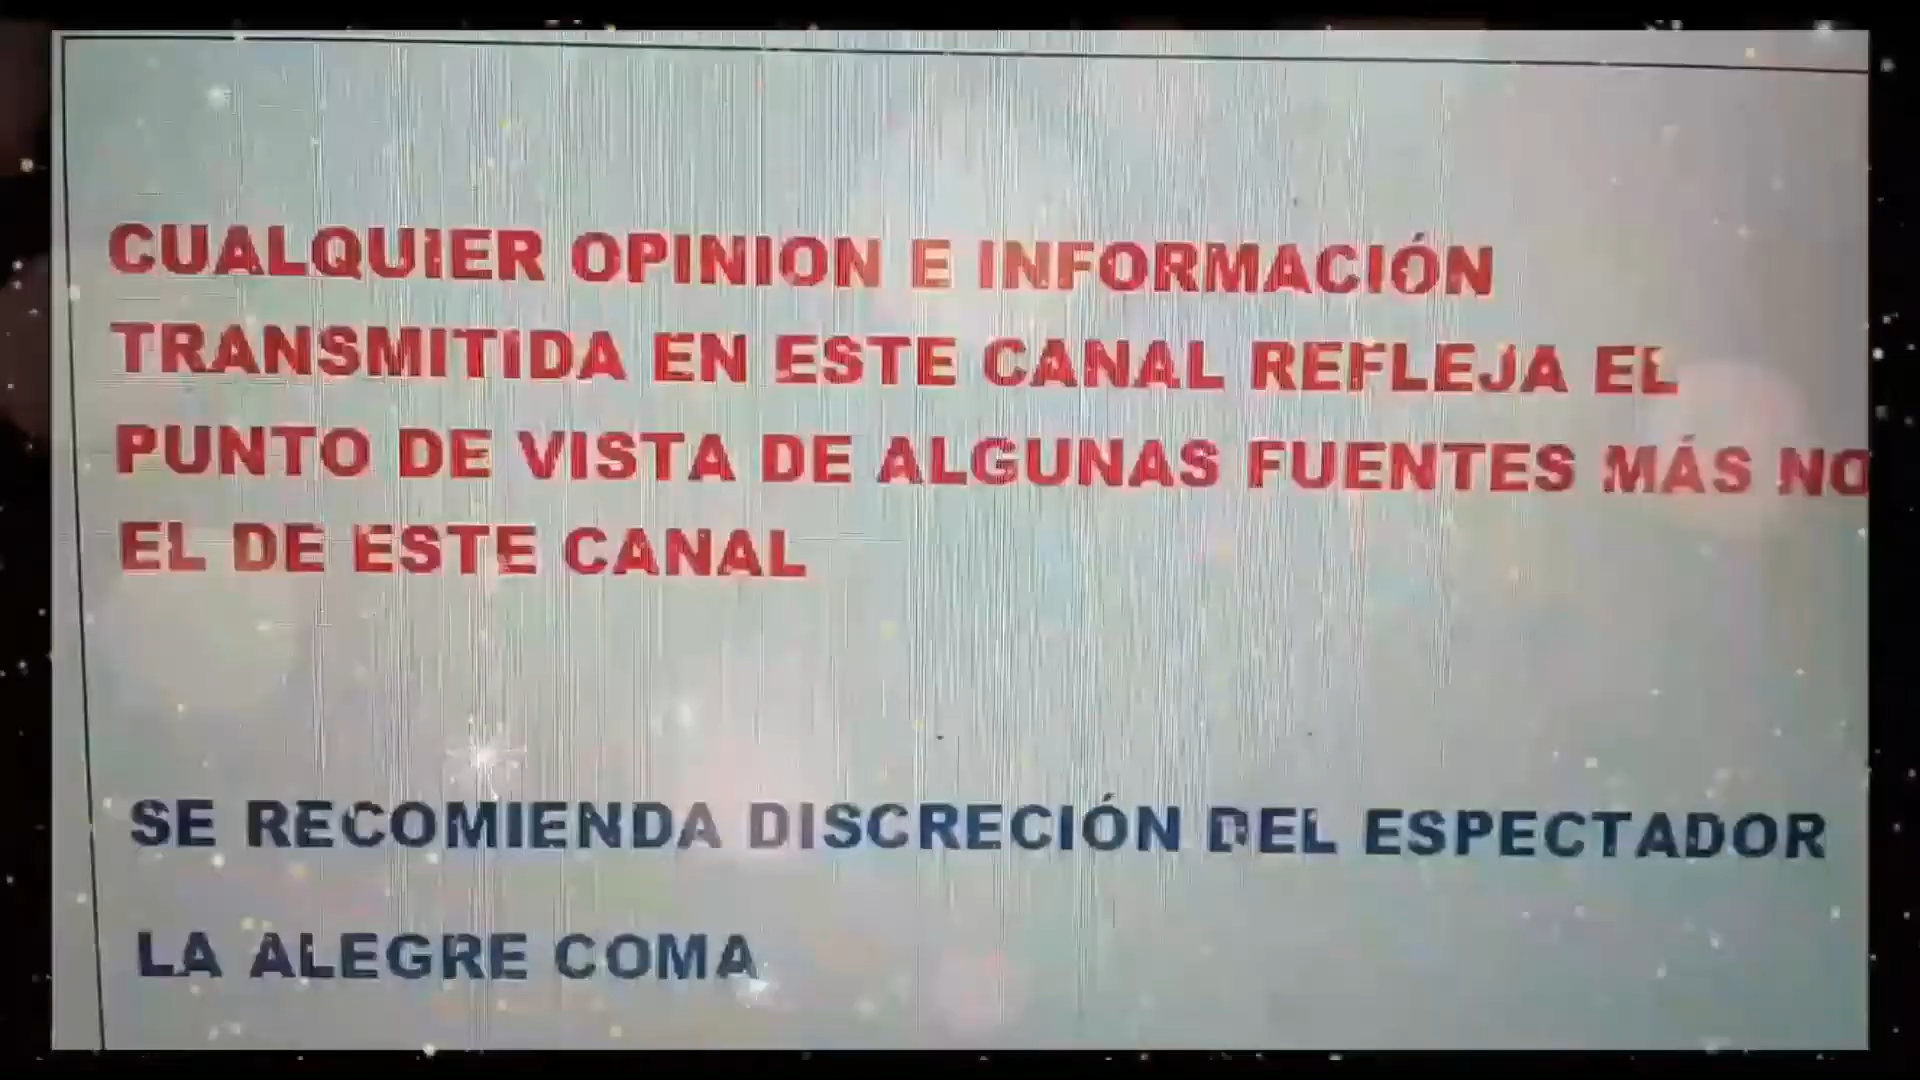 CUALQUIER OPINION E INFORMACIÓN
TRANSMITIDA EN ESTE CANAL REFLEJA EL
PUNTO DE VISTA DE ALGUNAS FUENTES MÁS NO
EL DE ESTE CANAL
SE RECOMIENDA DISCRECIÓN DEL ESPECTADOR
LA ALEGRE COMA